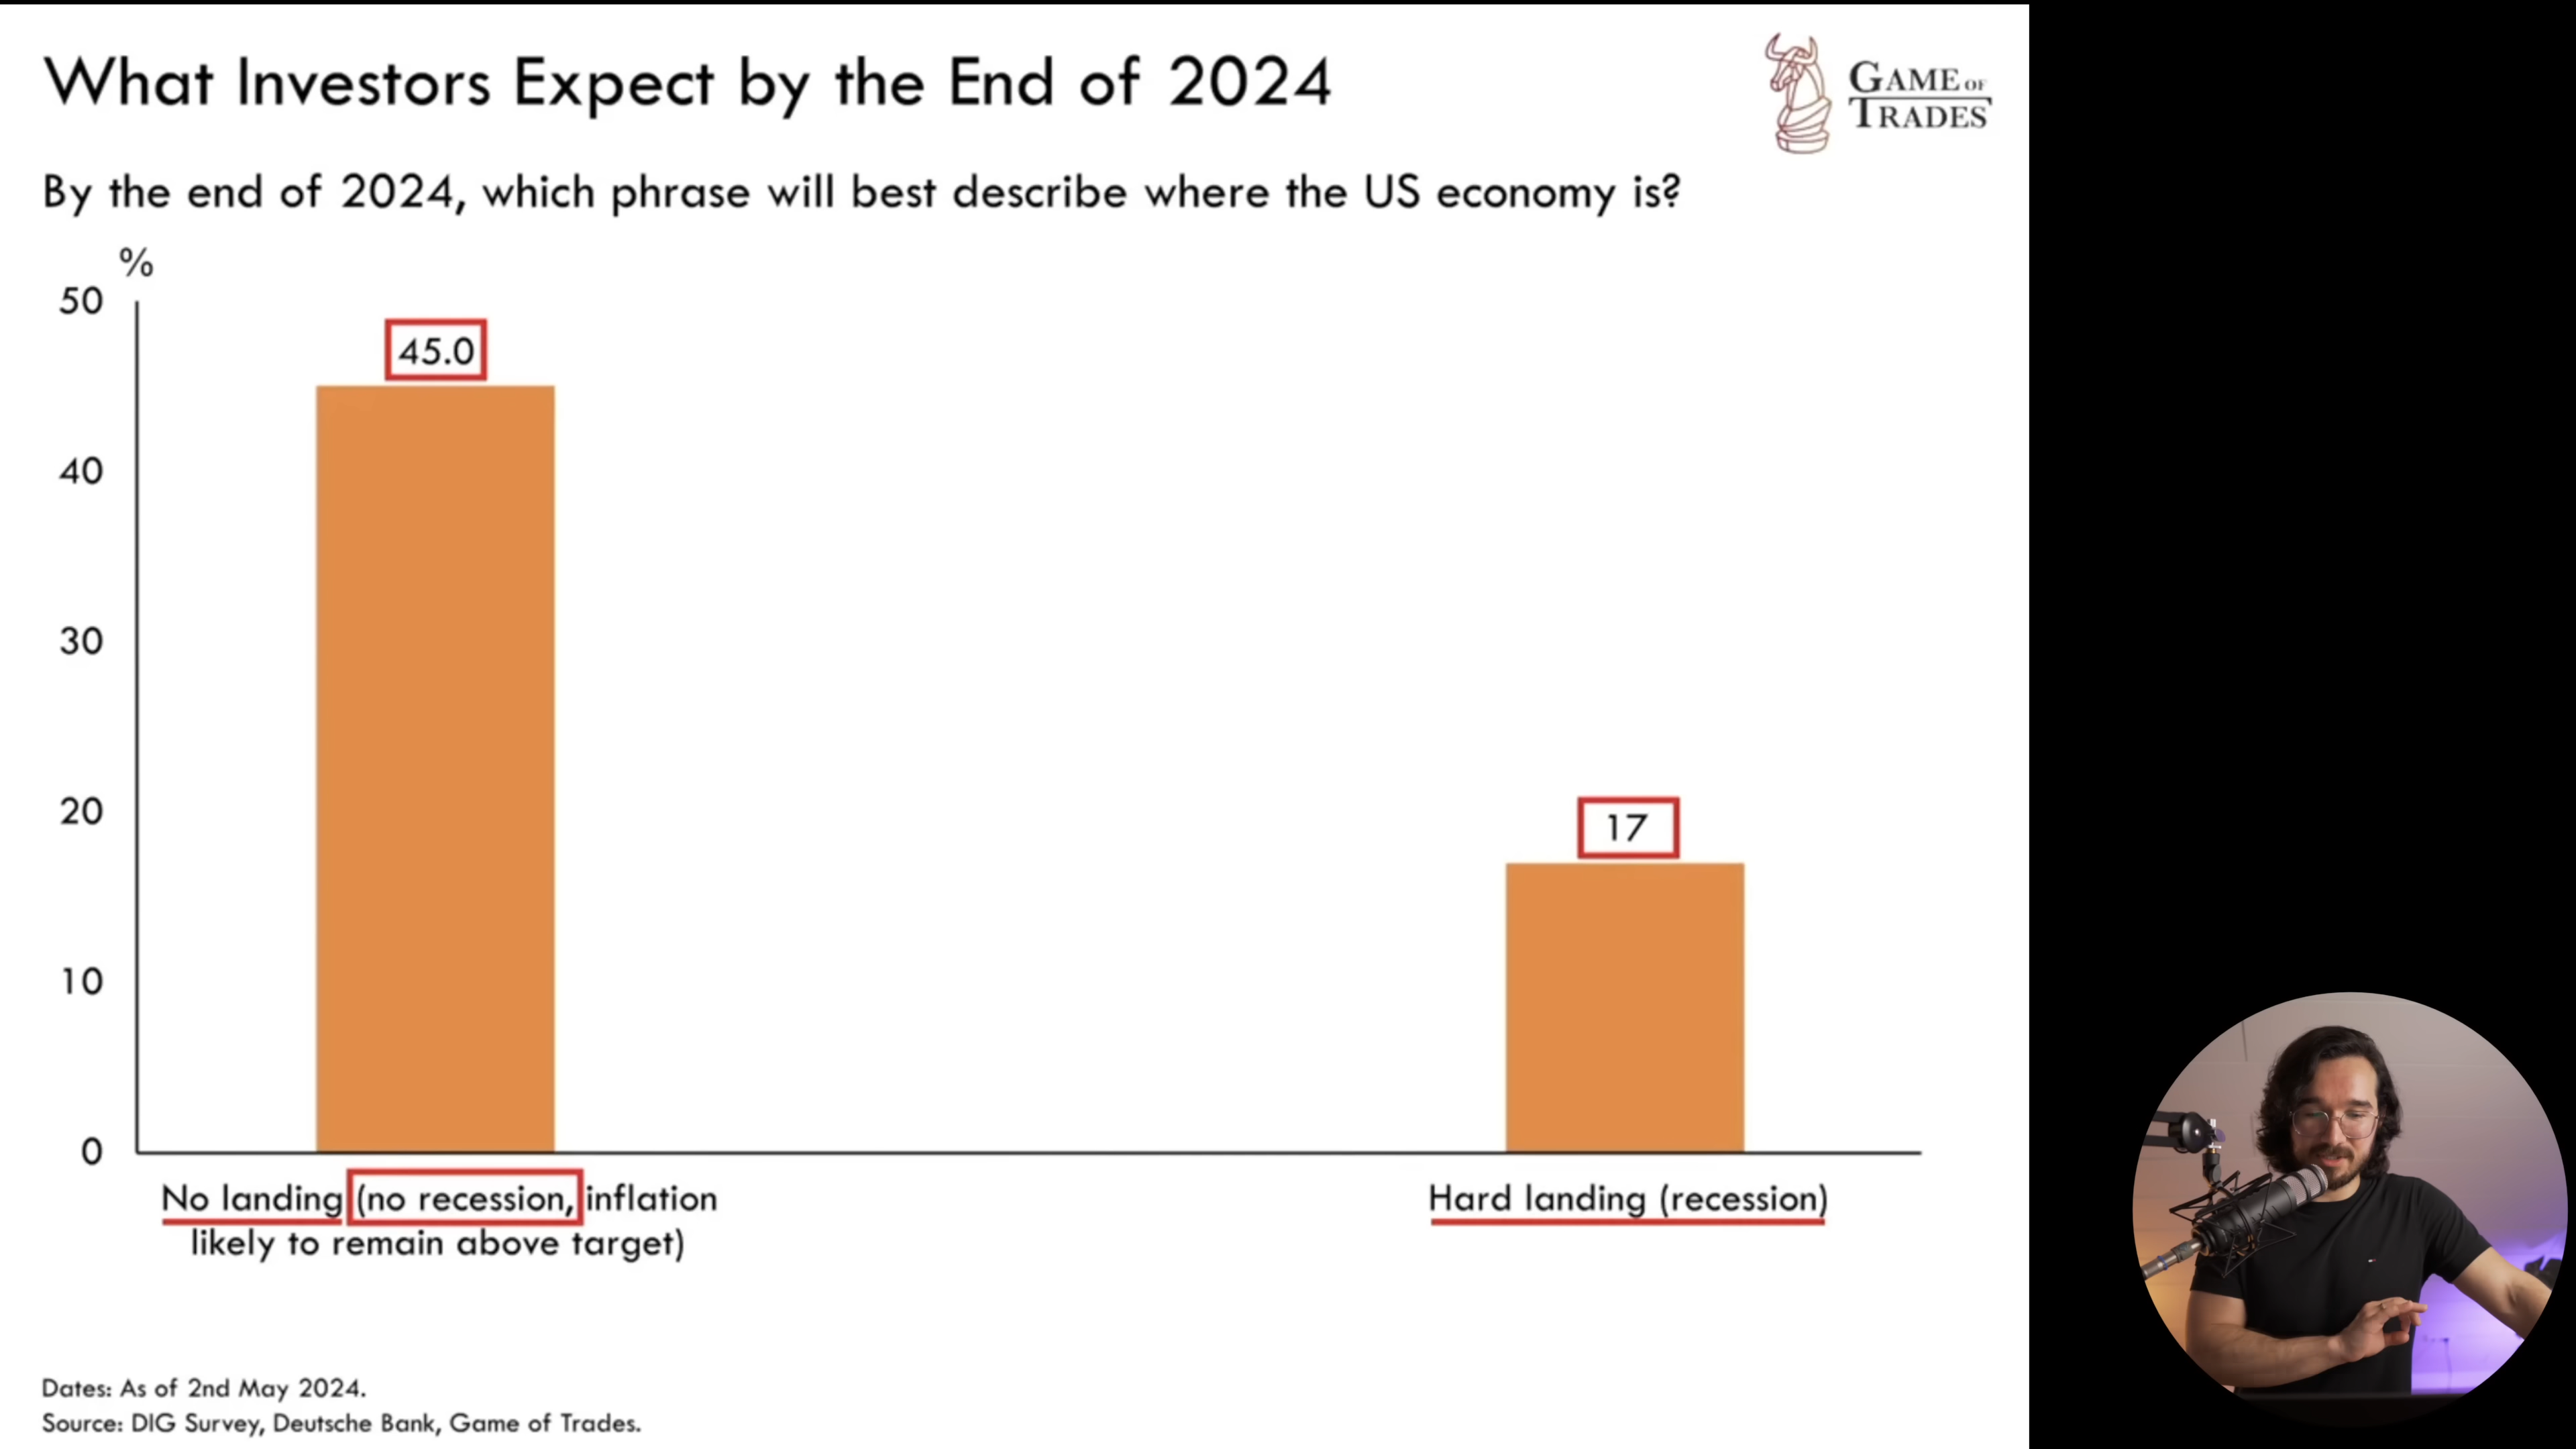 What Investors Expect by the End of 2024
GAME OF
TRADES
By the end of 2024, which phrase will best describe where the US economy is?
%
50
45.0
40
30
20
17
10
0
No landing (no recession, inflation
likely to remain above target)
Hard landing (recession)
Dates: As of 2nd May 2024.
Source: DIG Survey, Deutsche Bank, Game of Trades.